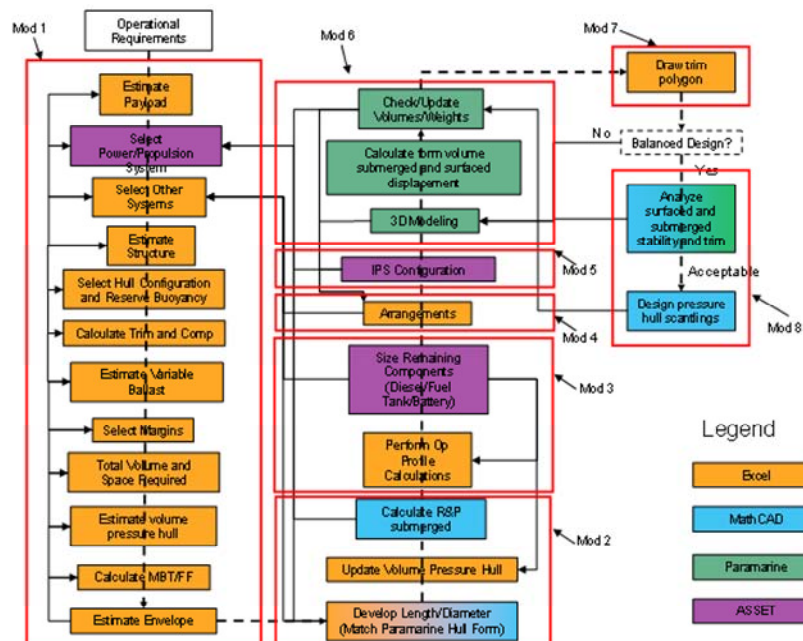 Mod 1
Operational
Requirements
Estimate
Payload
Select
Power/Propulsion
System
Select Other
Systems
Estimate
Structure
Select Hull Configuration
and Reserve Buoyancy
Calculate Trim and Comp
Estimate Variable
Ballast
Select Margins
Total Volume and
Space Required
Estimate volume
pressure hull
Calculate MBT/FF
Estimate Envelope
Mod 6
Check/Update
Volumes/Weights
Calculate form volume
submerged and surfaced
displacement
3D Modeling
IPS Configuration
Mod 5
Arrangements
Mod 4
Size Remaining
Components
(Diesel/Fuel
Tank/Battery)
Mod 3
Perform Op
Profile
Calculations
Calculate R&P
submerged
Mod 2
Update Volume Pressure Hull
Develop Length/Diameter
(Match Paramarine Hull Form)
Mod 7
Draw trim
polygon
No
Balanced Design?
Yes
Analyze
surfaced and
submerged
stability and trim
Acceptable
Design pressure
hull scantlings
Mod 8
Legend
Excel
MathCAD
Paramarine
ASSET